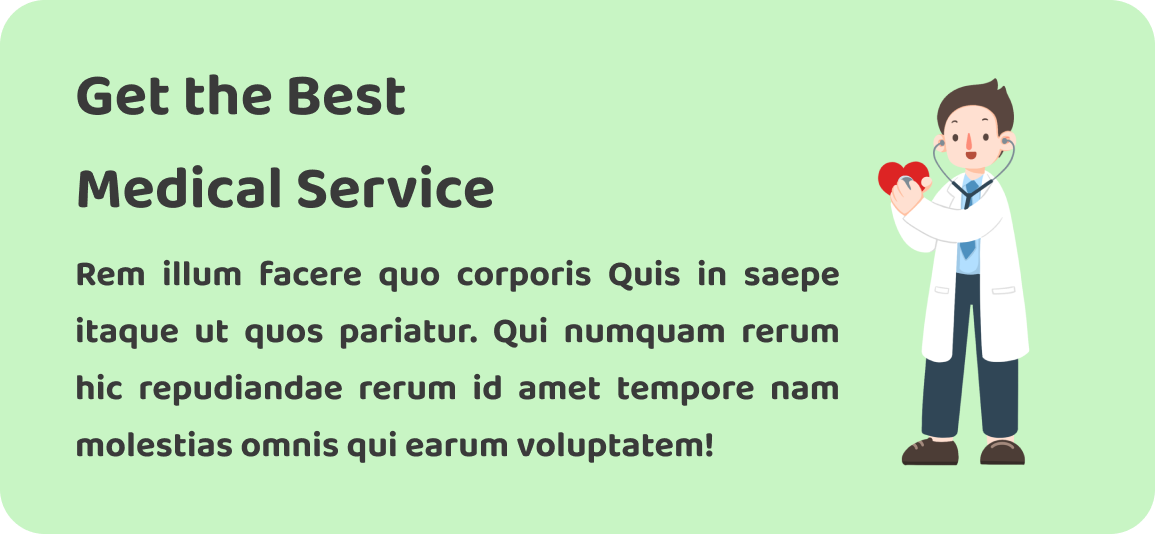 Get the Best
Medical Service
Rem illum facere quo corporis Quis in saepe
itaque ut quos pariatur. Qui numquam rerum
hic repudiandae rerum id amet tempore nam
molestias omnis qui earum voluptatem!